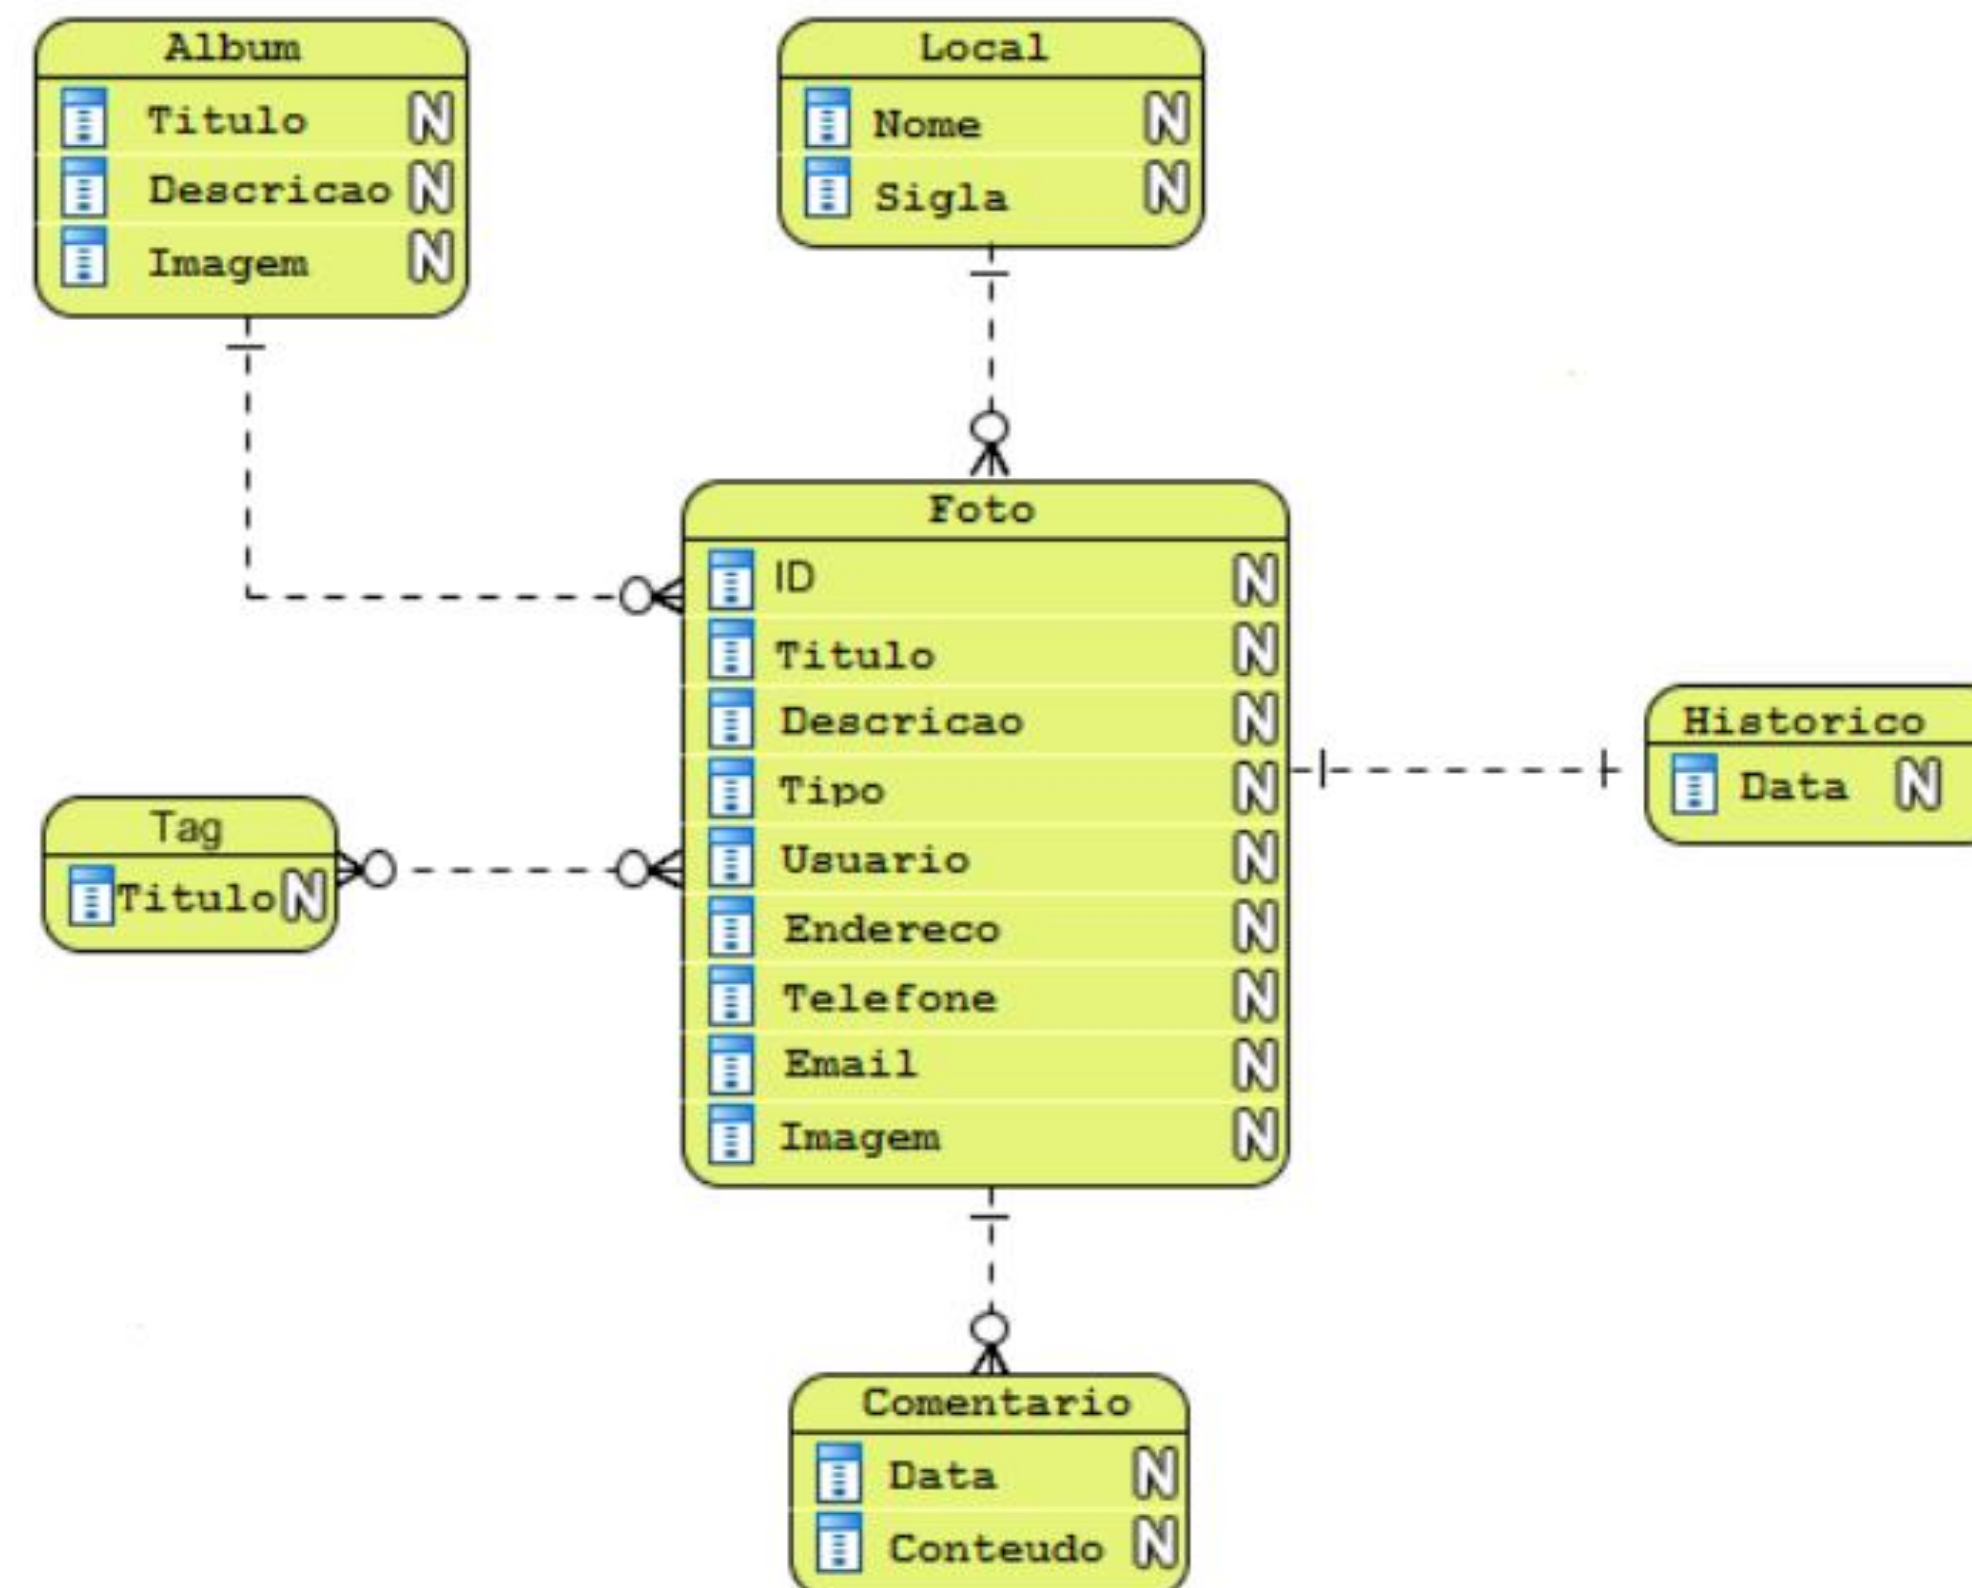 Album
Titulo N
Descricao N
Imagem N
Local
Nome N
Sigla N
Foto
ID N
Titulo N
Descricao N
Tipo N
Usuario N
Endereco N
Telefone N
Email N
Imagem N
Historico
Data N
Tag
Titulo N
Comentario
Data N
Conteudo N